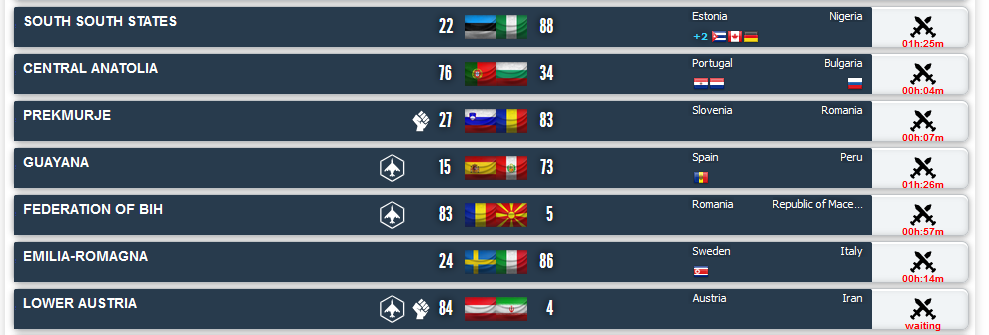 SOUTH SOUTH STATES 22 88 Estonia Nigeria
+2 01h:25m
CENTRAL ANATOLIA 76 34 Portugal Bulgaria
00h:04m
PREKMURJE 27 83 Slovenia Romania
00h:07m
GUAYANA 15 73 Spain Peru
01h:26m
FEDERATION OF BIH 83 5 Romania Republic of Mace...
00h:57m
EMILIA-ROMAGNA 24 86 Sweden Italy
00h:14m
LOWER AUSTRIA 84 4 Austria Iran
waiting